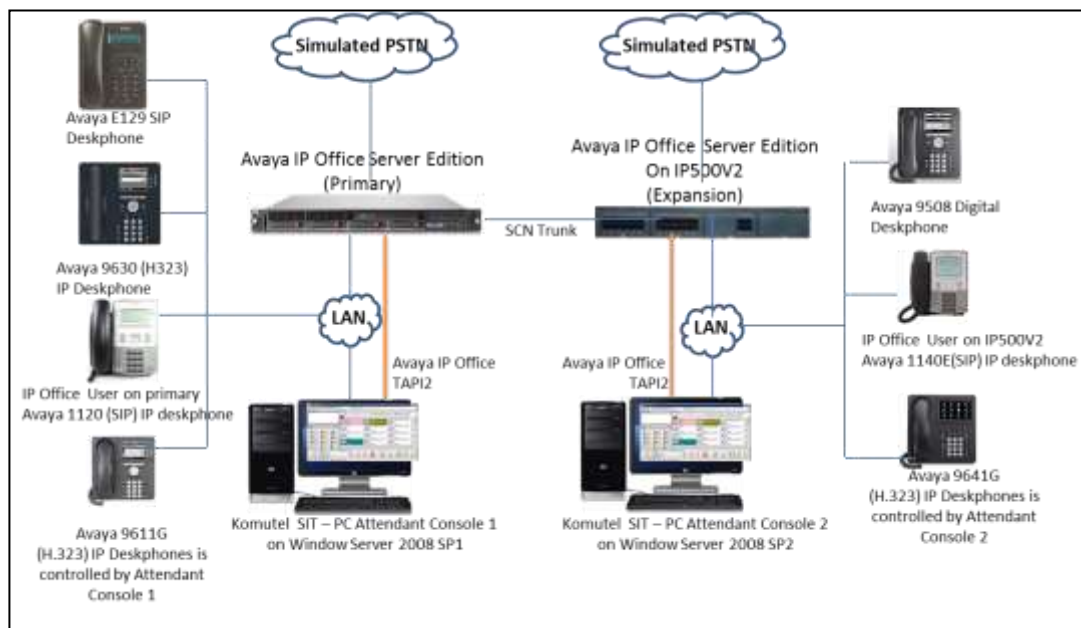 Simulated PSTN
Simulated PSTN
Avaya E129 SIP
Deskphone
Avaya IP Office Server Edition
(Primary)
Avaya IP Office Server Edition
On IP500V2
(Expansion)
SCN Trunk
Avaya 9508 Digital
Deskphone
Avaya 9630 (H323)
IP Deskphone
LAN
LAN
IP Office User on IP500V2
Avaya 1140E(SIP) IP deskphone
Avaya IP Office
TAPI2
Avaya IP Office
TAPI2
IP Office User on primary
Avaya 1120 (SIP) IP deskphone
Avaya 9611G
(H.323) IP Deskphones is
controlled by Attendant
Console 1
Komutel SIT – PC Attendant Console 1
on Window Server 2008 SP1
Komutel SIT – PC Attendant Console 2
on Window Server 2008 SP2
Avaya 9641G
(H.323) IP Deskphones is
controlled by Attendant
Console 2